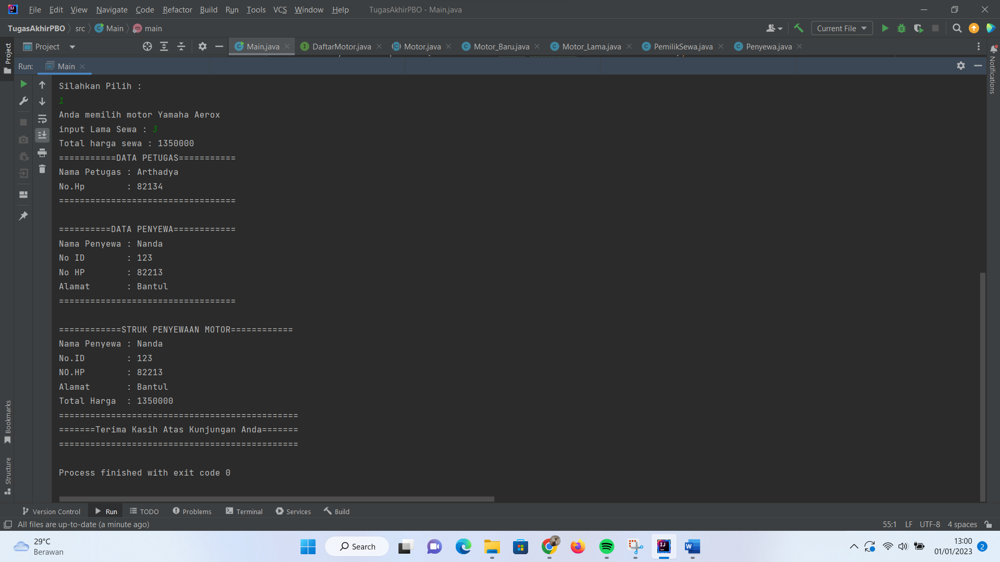 File Edit View Navigate Code Refactor Build Run Tools VCS Window Help TugasAkhirPBO - Main.java
TugasAkhirPBO src Main main Current File
Project Main.java DaftarMotor.java Motor.java Motor_Baru.java Motor_Lama.java PemilikSewa.java Penyewa.java
Project
Notifications
Run: Main
Silahkan Pilih :
1
Anda memilih motor Yamaha Aerox
input Lama Sewa : 3
Total harga sewa : 1350000
===========DATA PETUGAS===========
Nama Petugas : Arthadya
No.Hp        : 82134
==================================
==========DATA PENYEWA============
Nama Penyewa : Nanda
No ID        : 123
No HP        : 82213
Alamat       : Bantul
==================================
============STRUK PENYEWAAN MOTOR============
Nama Penyewa : Nanda
No.ID        : 123
NO.HP        : 82213
Alamat       : Bantul
Total Harga  : 1350000
==============================================
=======Terima Kasih Atas Kunjungan Anda=======
==============================================
Process finished with exit code 0
Bookmarks
Structure
Version Control Run TODO Problems Terminal Services Build
All files are up-to-date (a minute ago) 55:1 LF UTF-8 4 spaces
29°C
Berawan
Search
13:00
01/01/2023
2